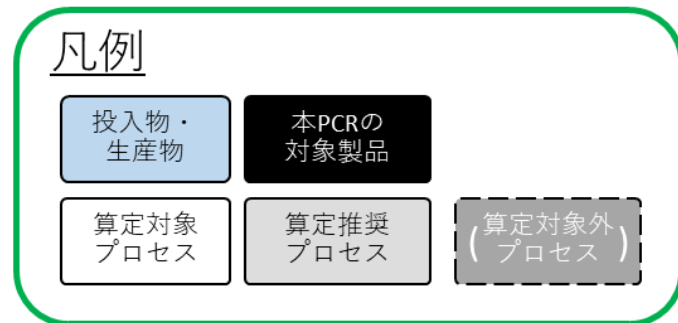 凡例
投入物・
生産物
本PCRの
対象製品
算定対象
プロセス
算定推奨
プロセス
(算定対象外
プロセス)